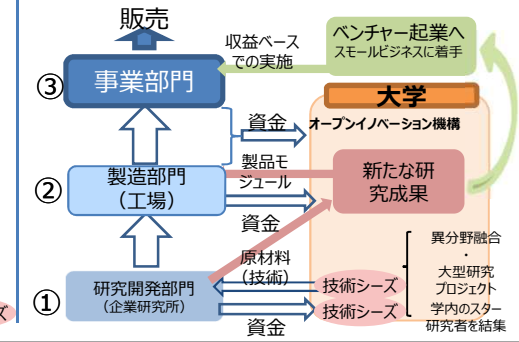 販売
収益ベース
での実施
ベンチャー起業へ
スモールビジネスに着手
③
事業部門
大学
オープンイノベーション機構
資金
②
製造部門
（工場）
製品モ
ジュール
新たな研
究成果
資金
原材料
（技術）
異分野融合
・
大型研究
プロジェクト
学内のスター
研究者を結集
①
研究開発部門
（企業研究所）
技術シーズ
技術シーズ
資金
ズ